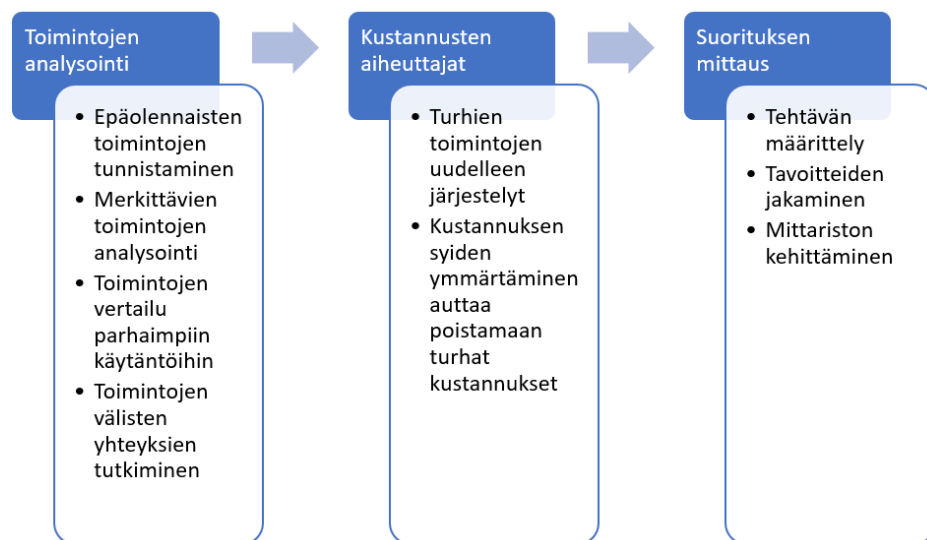 Toimintojen
analysointi
• Epäolennaisten
toimintojen
tunnistaminen
• Merkittävien
toimintojen
analysointi
• Toimintojen
vertailu
parhaimpiin
käytäntöihin
• Toimintojen
välisten
yhteyksien
tutkiminen
Kustannusten
aiheuttajat
• Turhien
toimintojen
uudelleen
järjestelyt
• Kustannuksen
syiden
ymmärtäminen
auttaa
poistamaan
turhat
kustannukset
Suorituksen
mittaus
• Tehtävän
määrittely
• Tavoitteiden
jakaminen
• Mittariston
kehittäminen